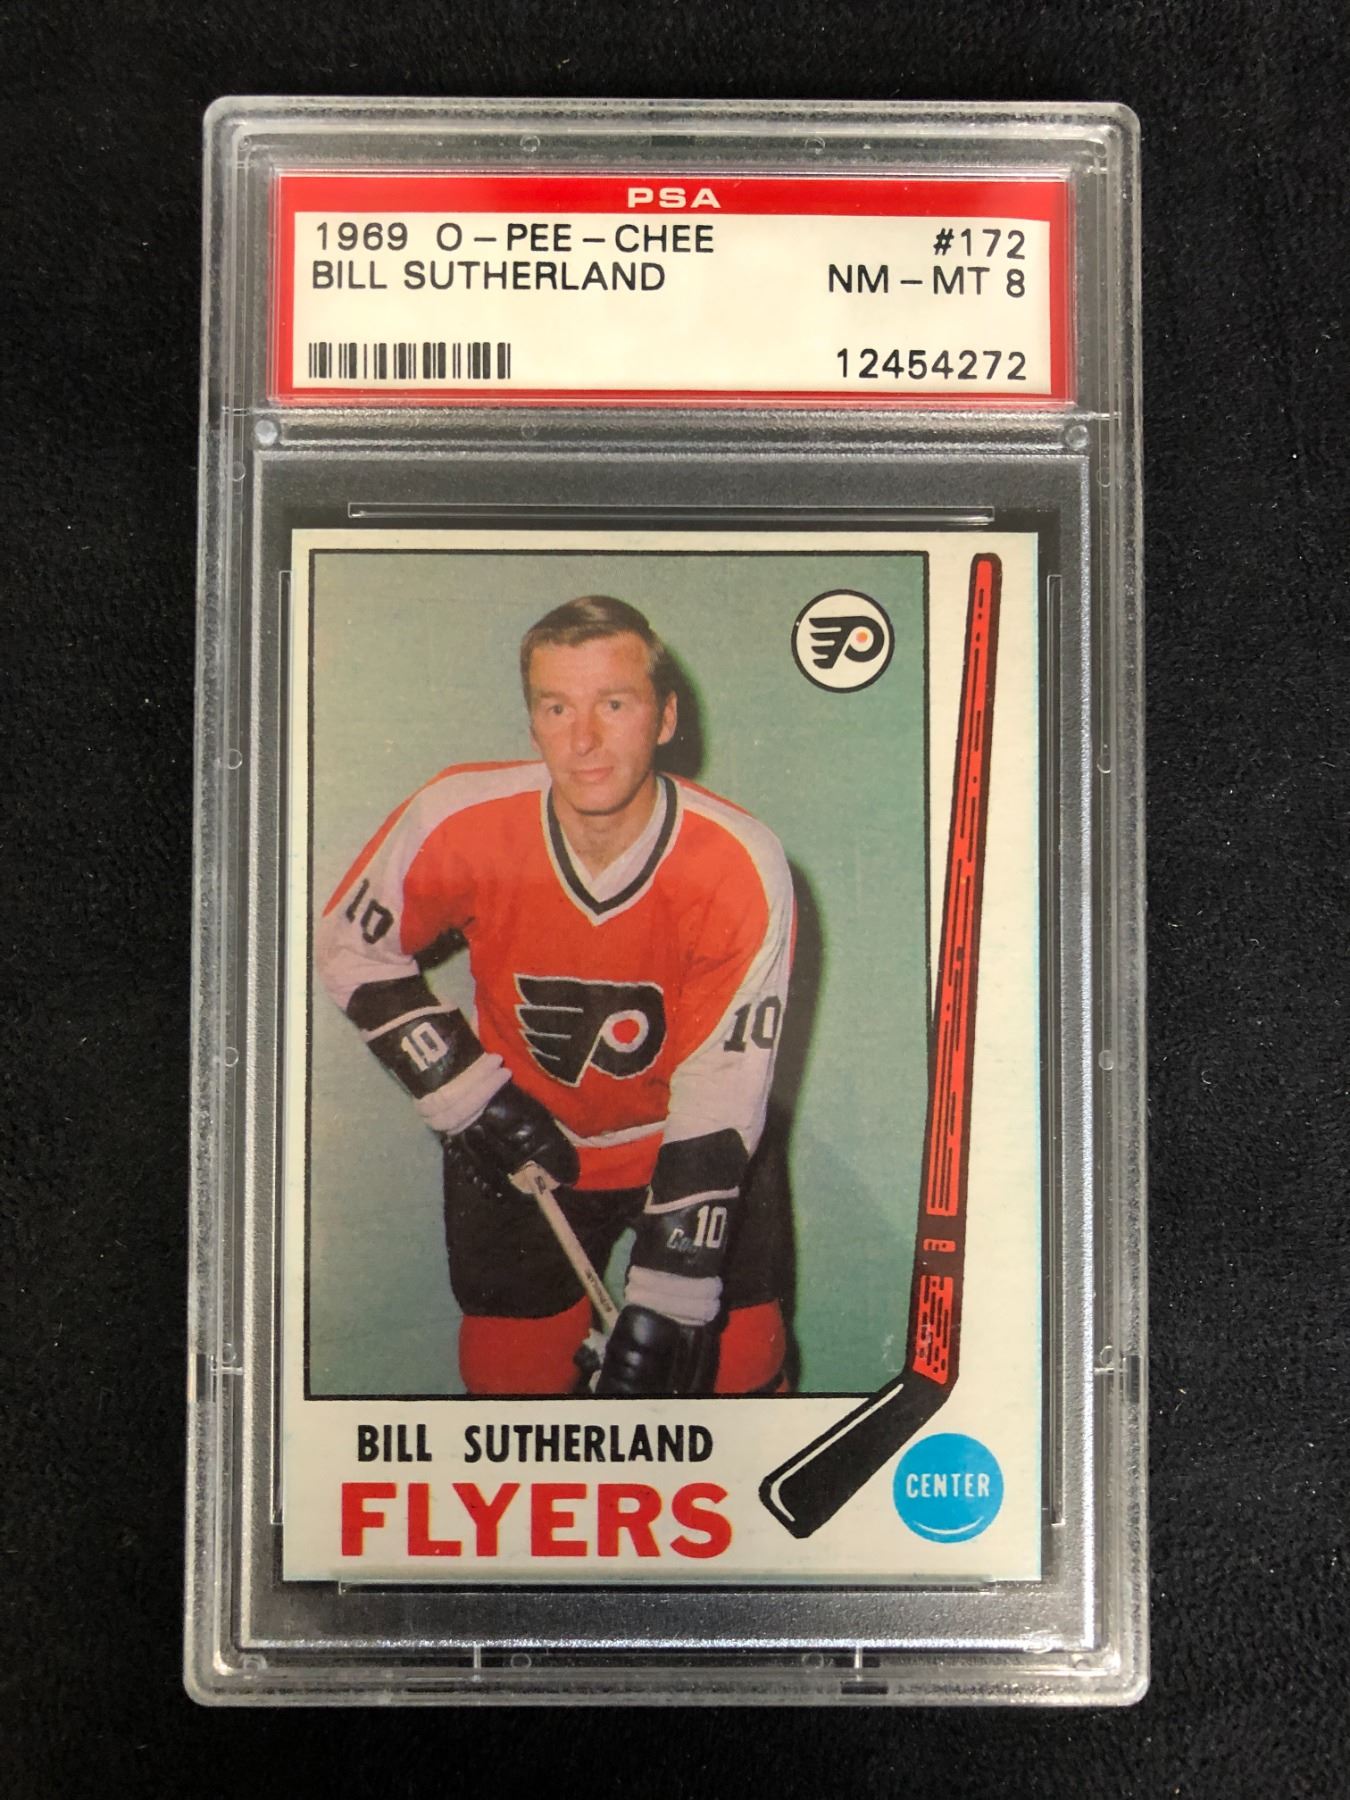 PSA
1969 O-PEE-CHEE #172
BILL SUTHERLAND NM-MT 8
12454272
10
10
10
10
BILL SUTHERLAND
FLYERS
CENTER